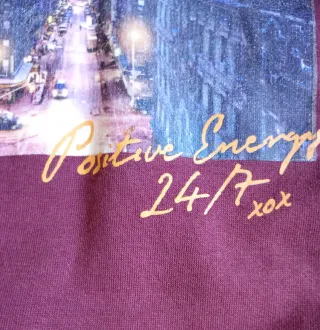 Positive Energy
24/7 xox